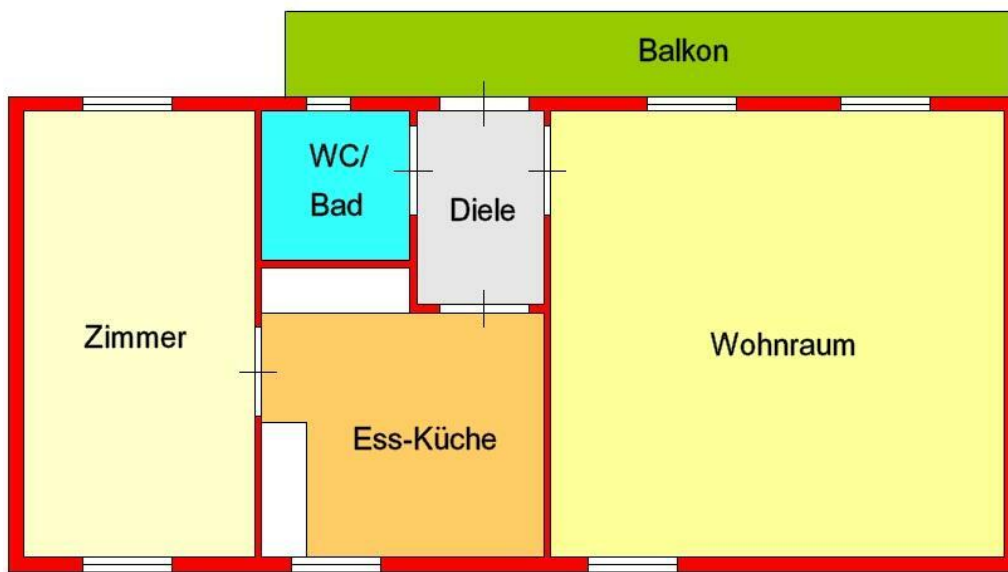 Balkon
WC/
Bad
Diele
Zimmer
Wohnraum
Ess-Küche